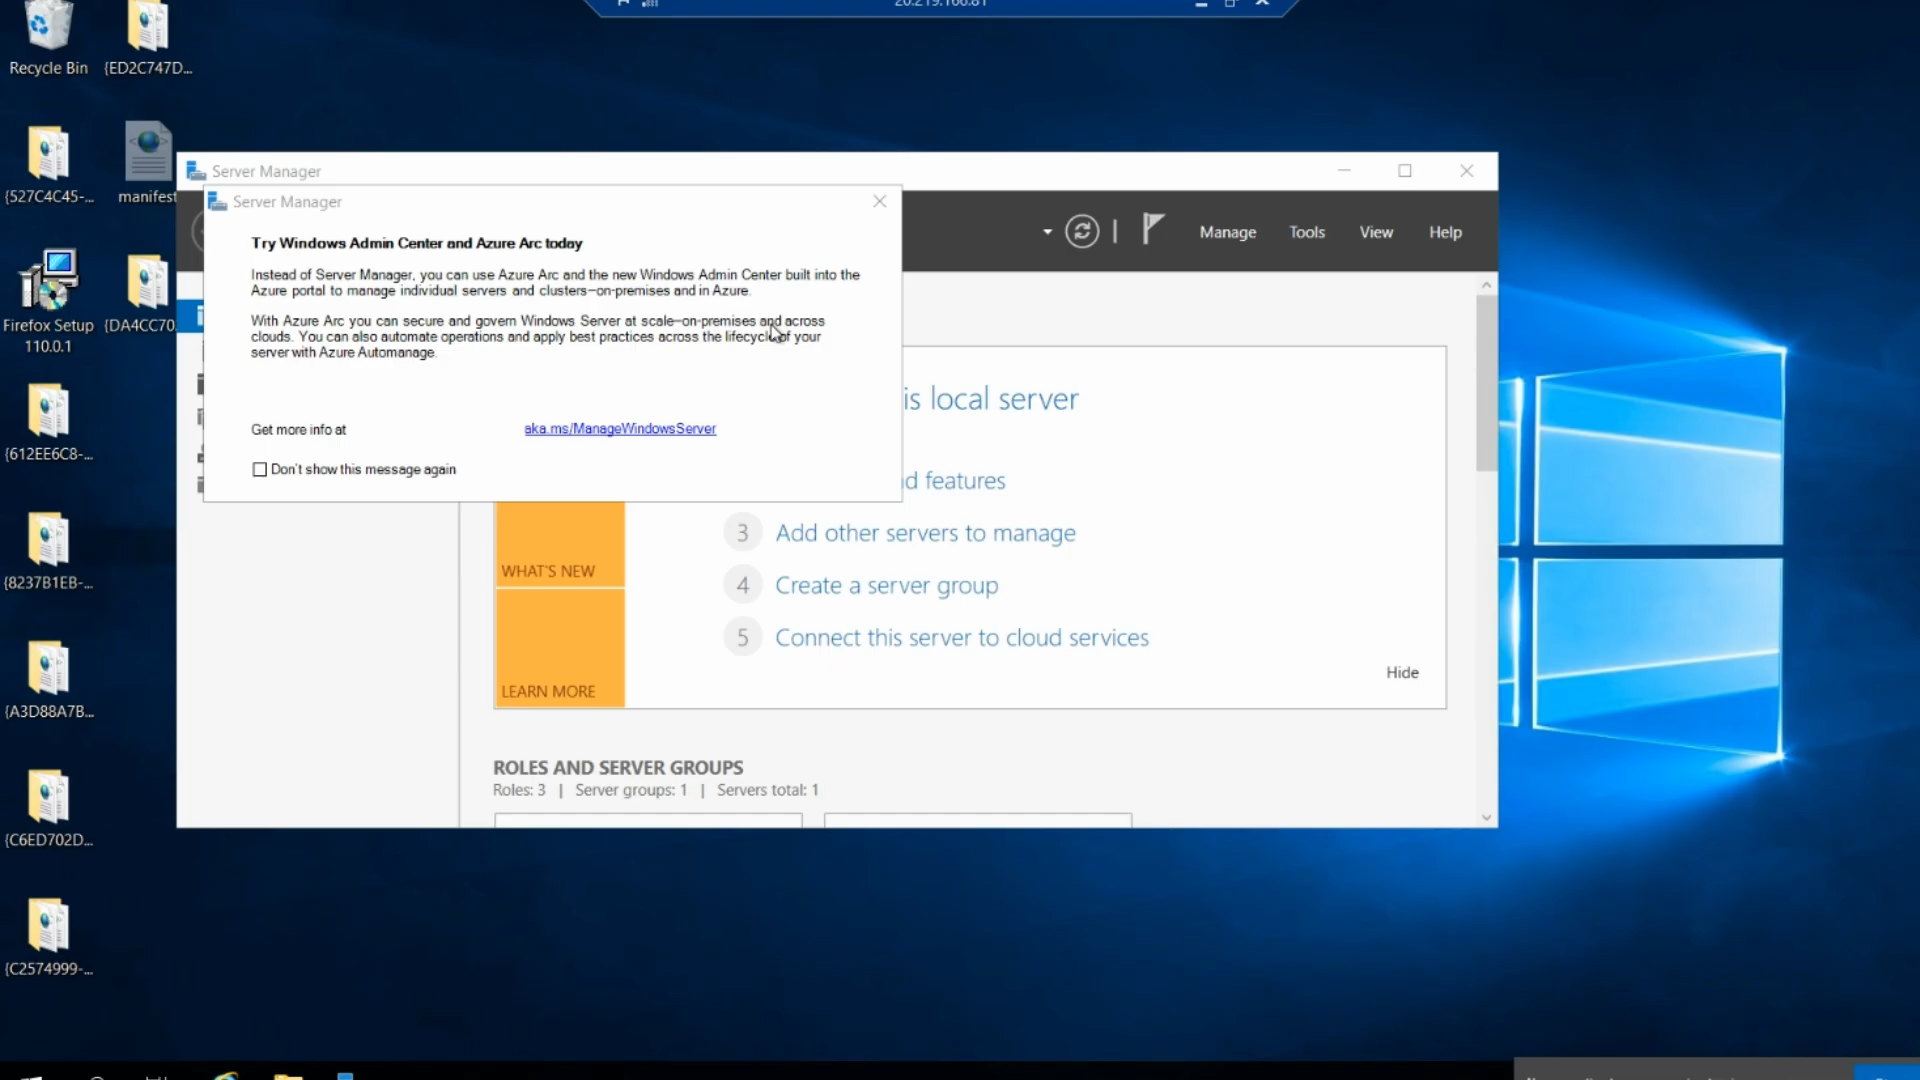 20.219.166.81
Recycle Bin
{ED2C747D...
{527C4C45-...
manifest
Firefox Setup
110.0.1
{DA4CC70
{612EE6C8-...
{8237B1EB-...
{A3D88A7B...
{C6ED702D...
{C2574999-...
Server Manager
Manage
Tools
View
Help
Server Manager
Try Windows Admin Center and Azure Arc today
Instead of Server Manager, you can use Azure Arc and the new Windows Admin Center built into the
Azure portal to manage individual servers and clusters—on-premises and in Azure.
With Azure Arc you can secure and govern Windows Server at scale—on-premises and across
clouds. You can also automate operations and apply best practices across the lifecycle of your
server with Azure Automanage.
Get more info at
aka.ms/ManageWindowsServer
Don't show this message again
is local server
d features
3 Add other servers to manage
4 Create a server group
5 Connect this server to cloud services
WHAT'S NEW
LEARN MORE
Hide
ROLES AND SERVER GROUPS
Roles: 3 | Server groups: 1 | Servers total: 1